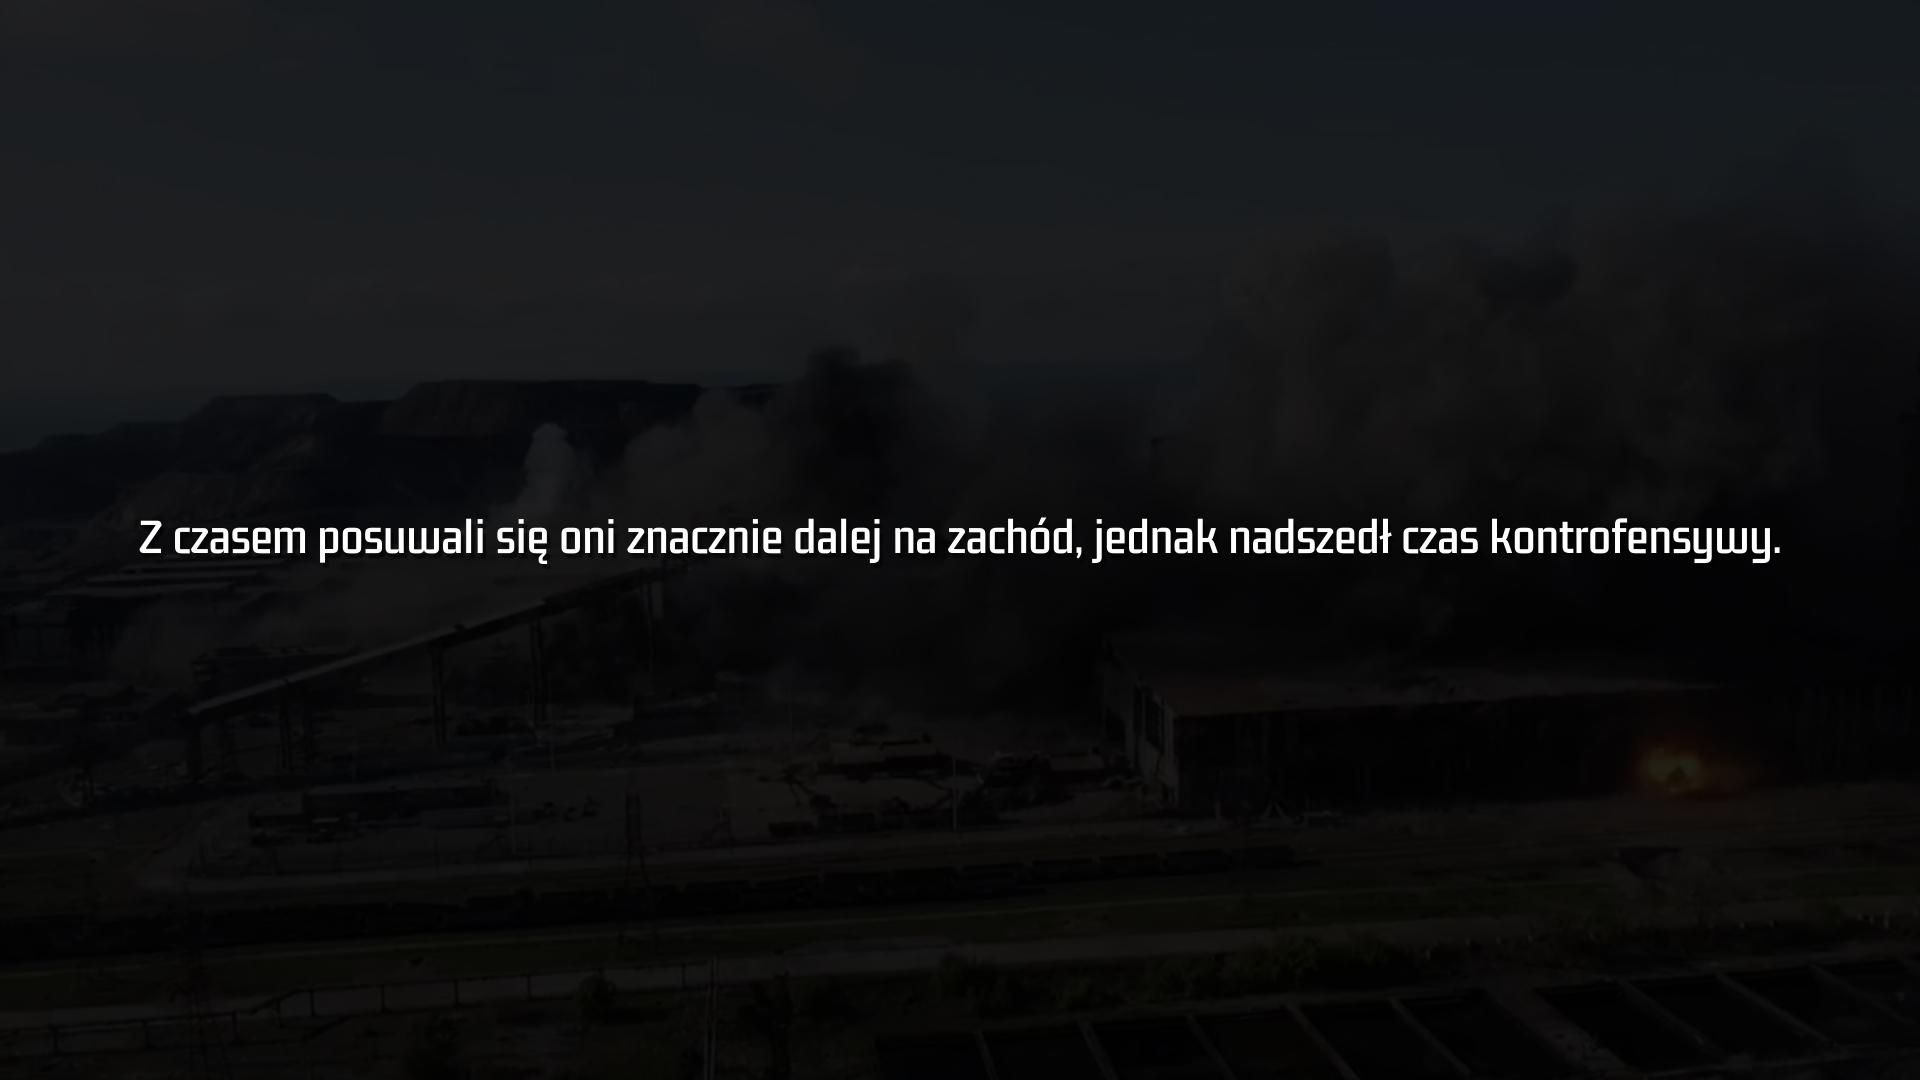 Z czasem posuwali się oni znacznie dalej na zachód, jednak nadszedł czas kontrofensywy.